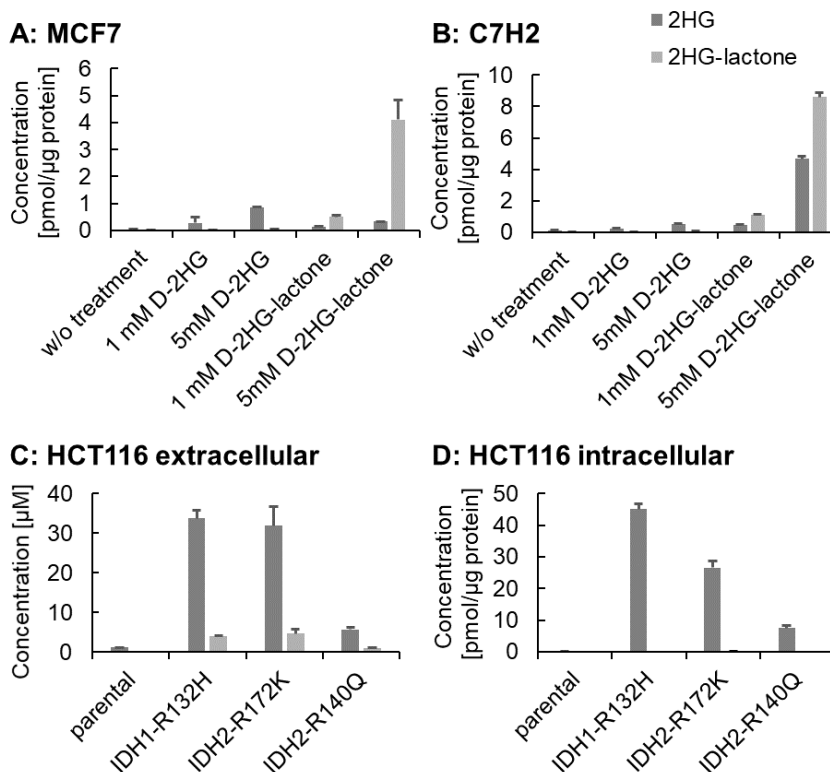 A: MCF7
B: C7H2
2HG
2HG-lactone
Concentration
[pmol/µg protein]
6
5
4
3
2
1
0
w/o treatment
1 mM D-2HG
5mM D-2HG
1 mM D-2HG-lactone
5mM D-2HG-lactone
Concentration
[pmol/µg protein]
10
8
6
4
2
0
w/o treatment
1mM D-2HG
5mM D-2HG
1mM D-2HG-lactone
5mM D-2HG-lactone
C: HCT116 extracellular
D: HCT116 intracellular
Concentration [µM]
40
30
20
10
0
parental
IDH1-R132H
IDH2-R172K
IDH2-R140Q
Concentration
[pmol/µg protein]
50
40
30
20
10
0
parental
IDH1-R132H
IDH2-R172K
IDH2-R140Q